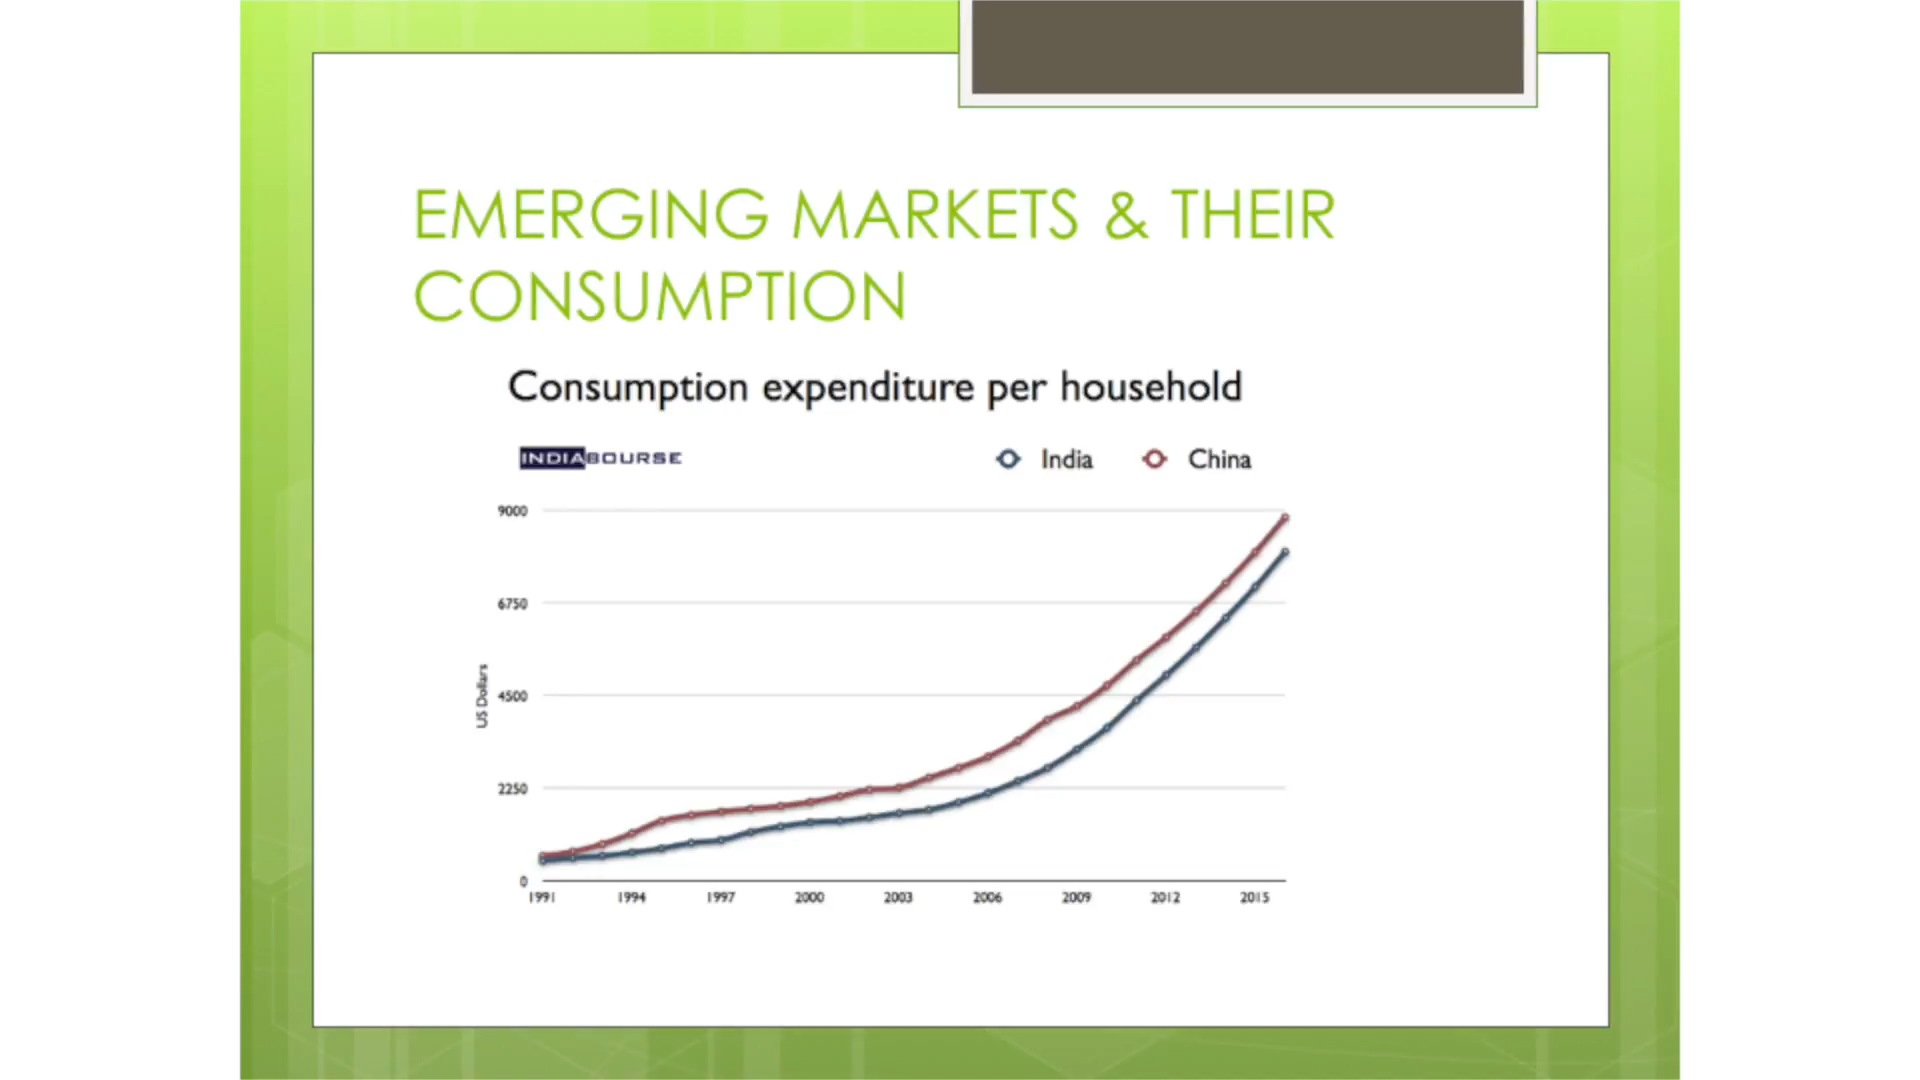 EMERGING MARKETS & THEIR
CONSUMPTION
Consumption expenditure per household
INDIABOURSE
India China
9000
6750
4500
2250
0
US Dollars
1991 1994 1997 2000 2003 2006 2009 2012 2015